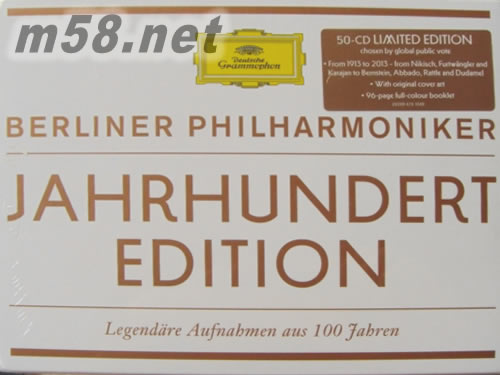 m58.net
Deutsche
Grammophon
50-CD LIMITED EDITION
chosen by global public vote
• From 1913 to 2013 - from Nikisch, Furtwängler and
Karajan to Bernstein, Abbado, Rattle and Dudamel
• With original cover art
• 96-page full-colour booklet
BERLINER PHILHARMONIKER
JAHRHUNDERT
EDITION
Legendäre Aufnahmen aus 100 Jahren